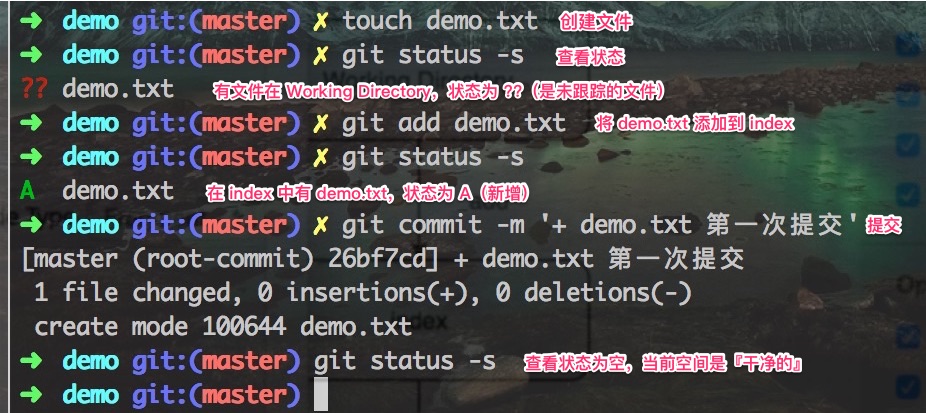 ➜ demo git:(master) ✗ touch demo.txt 创建文件
➜ demo git:(master) ✗ git status -s 查看状态
?? demo.txt 有文件在 Working Directory，状态为 ??（是未跟踪的文件）
➜ demo git:(master) ✗ git add demo.txt 将 demo.txt 添加到 index
➜ demo git:(master) ✗ git status -s
A demo.txt 在 index 中有 demo.txt，状态为 A（新增）
➜ demo git:(master) ✗ git commit -m '+ demo.txt 第一次提交' 提交
[master (root-commit) 26bf7cd] + demo.txt 第一次提交
1 file changed, 0 insertions(+), 0 deletions(-)
create mode 100644 demo.txt
➜ demo git:(master) git status -s 查看状态为空，当前空间是『干净的』
➜ demo git:(master)